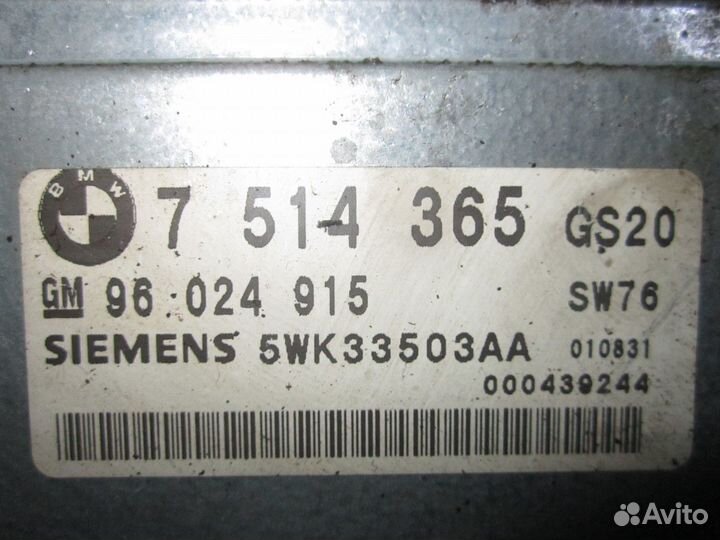 BMW 7 514 365 GS20
GM 96 024 915 SW76
SIEMENS 5WK33503AA 010831
000439244
Avito